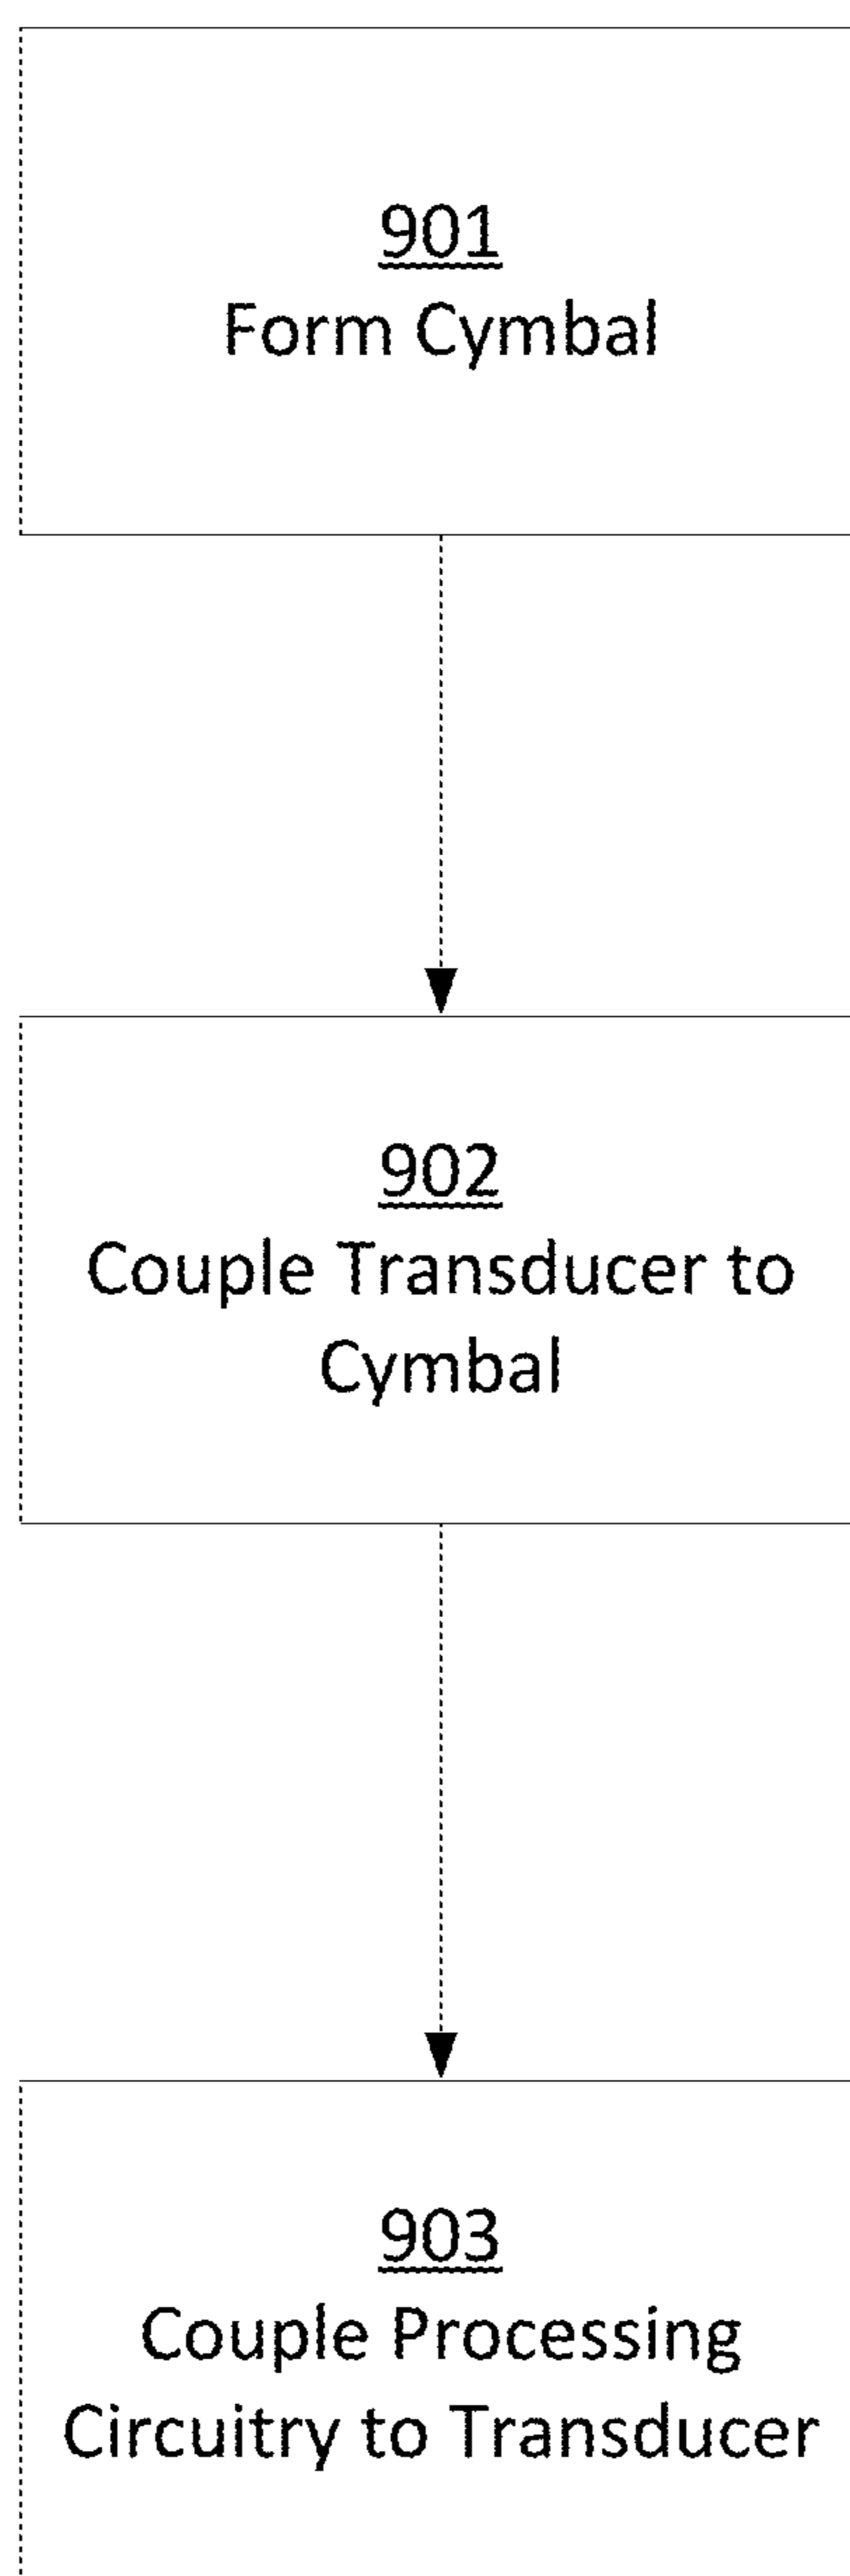 901
Form Cymbal
902
Couple Transducer to
Cymbal
903
Couple Processing
Circuitry to Transducer